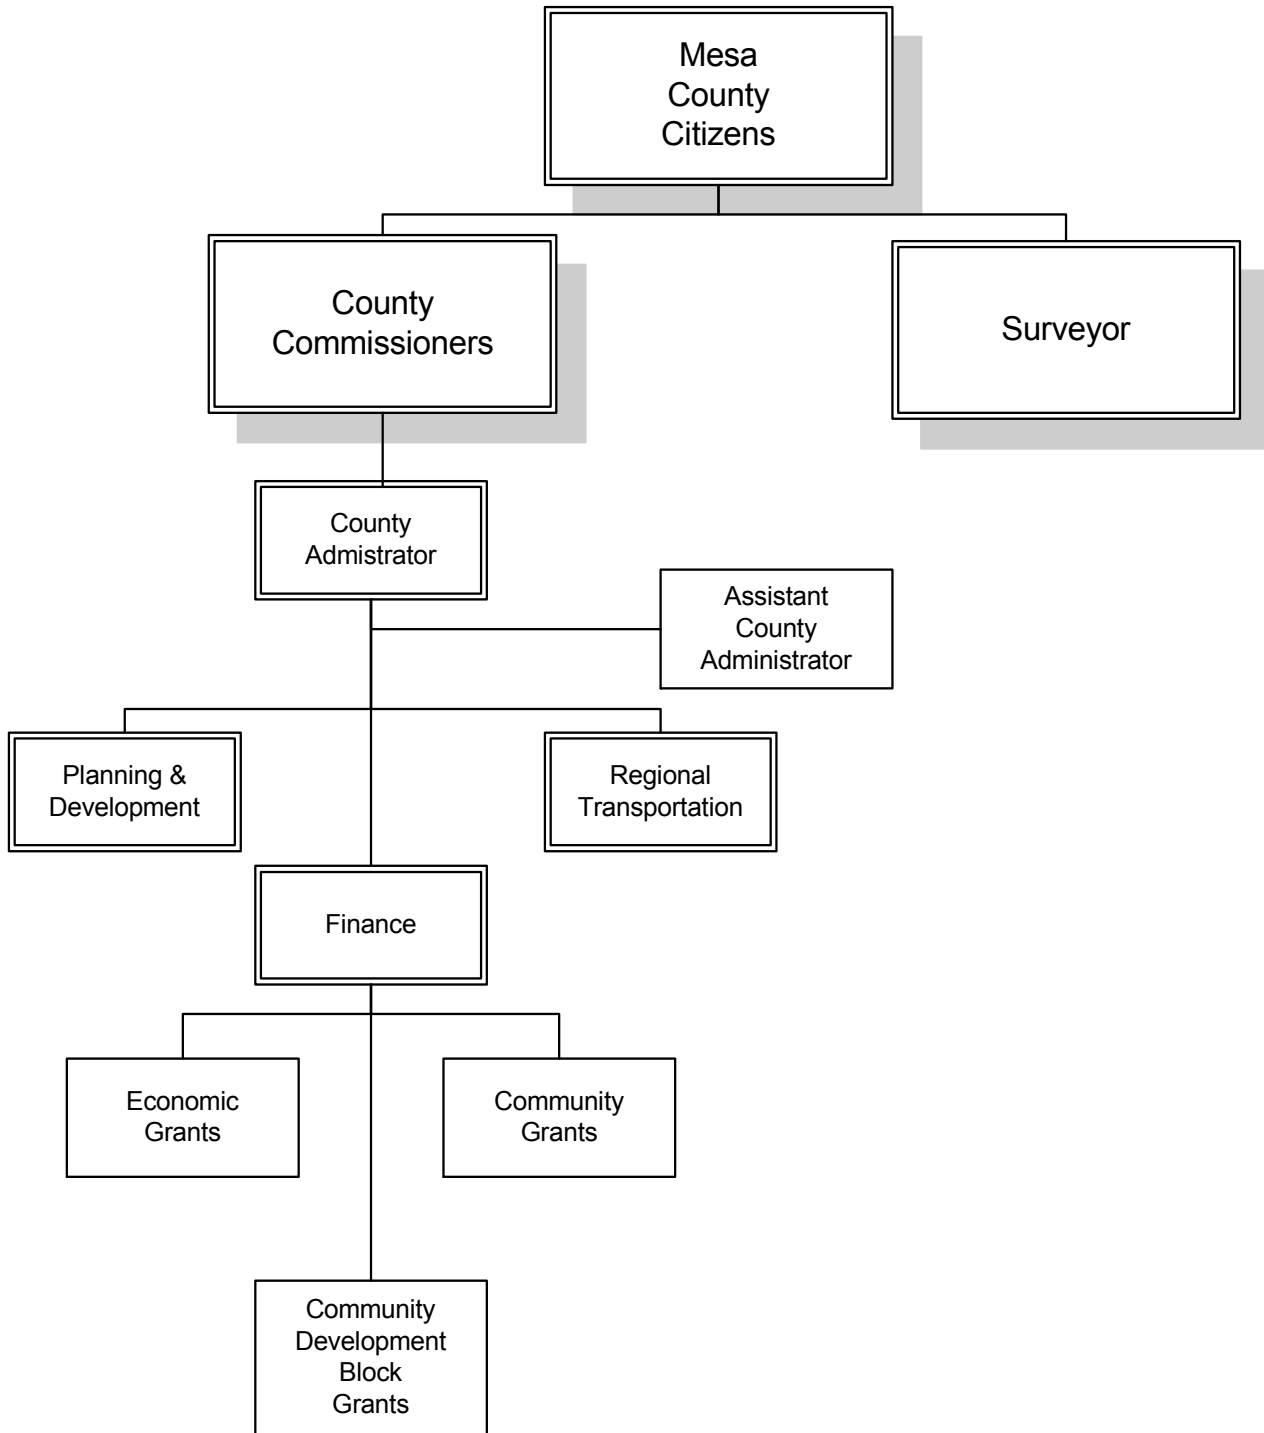 Mesa
County
Citizens
County
Commissioners
Surveyor
County
Admistrator
Assistant
County
Administrator
Planning &
Development
Regional
Transportation
Finance
Economic
Grants
Community
Grants
Community
Development
Block
Grants